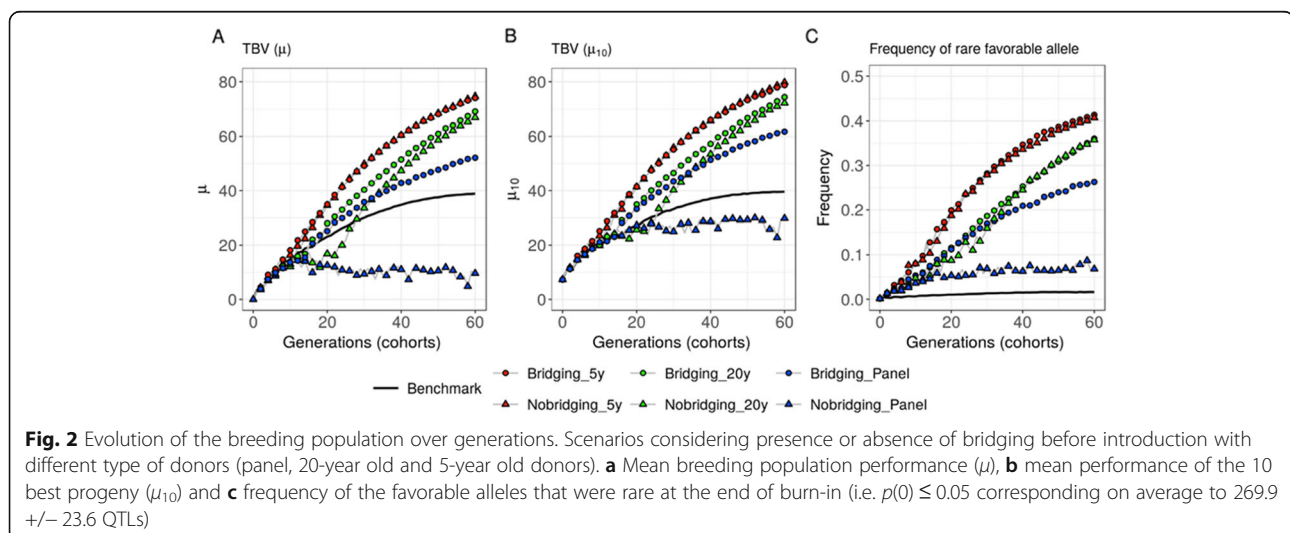 A
TBV (μ)
80
60
40
20
0
μ
0 20 40 60
Generations (cohorts)
B
TBV (μ10)
80
60
40
20
0
μ10
0 20 40 60
Generations (cohorts)
C
Frequency of rare favorable allele
0.5
0.4
0.3
0.2
0.1
0.0
Frequency
0 20 40 60
Generations (cohorts)
Benchmark
Bridging_5y Bridging_20y Bridging_Panel
Nobridging_5y Nobridging_20y Nobridging_Panel
Fig. 2 Evolution of the breeding population over generations. Scenarios considering presence or absence of bridging before introduction with
different type of donors (panel, 20-year old and 5-year old donors). a Mean breeding population performance (μ), b mean performance of the 10
best progeny (μ10) and c frequency of the favorable alleles that were rare at the end of burn-in (i.e. p(0) ≤ 0.05 corresponding on average to 269.9
+/− 23.6 QTLs)